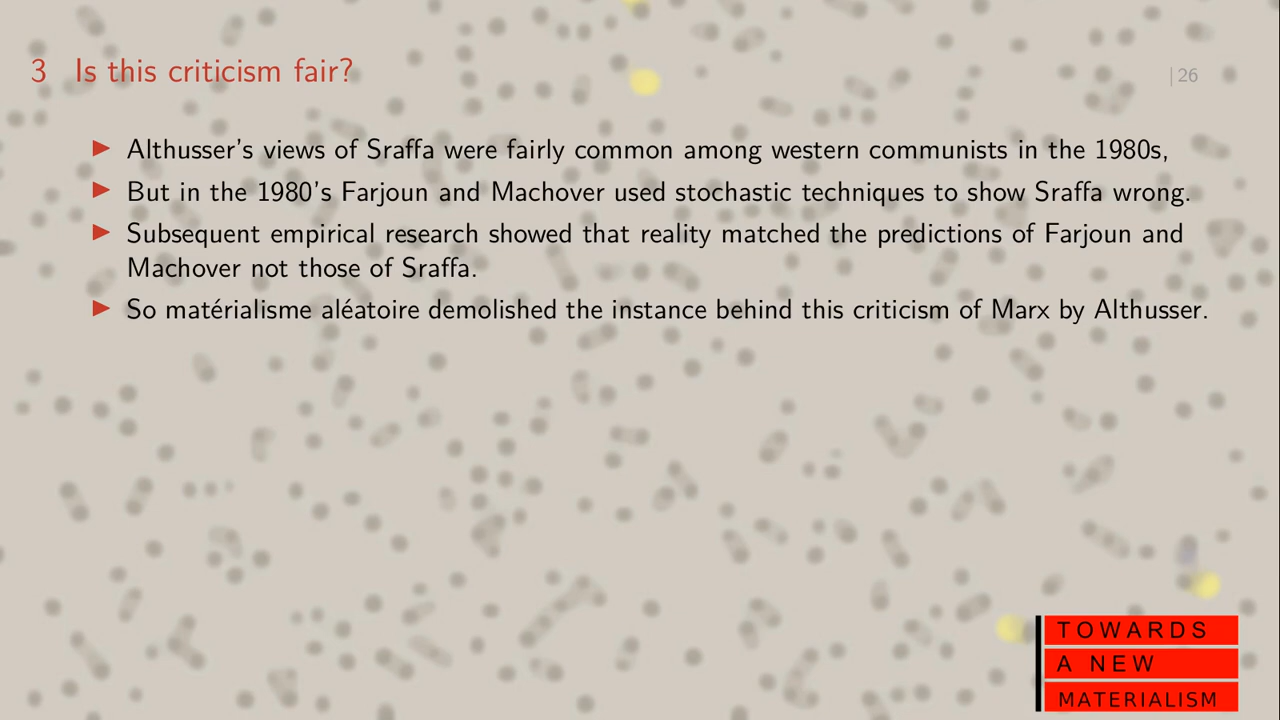 3 Is this criticism fair?
| 26
▶ Althusser's views of Sraffa were fairly common among western communists in the 1980s,
▶ But in the 1980's Farjoun and Machover used stochastic techniques to show Sraffa wrong.
▶ Subsequent empirical research showed that reality matched the predictions of Farjoun and
Machover not those of Sraffa.
▶ So matérialisme aléatoire demolished the instance behind this criticism of Marx by Althusser.
TOWARDS
A NEW
MATERIALISM